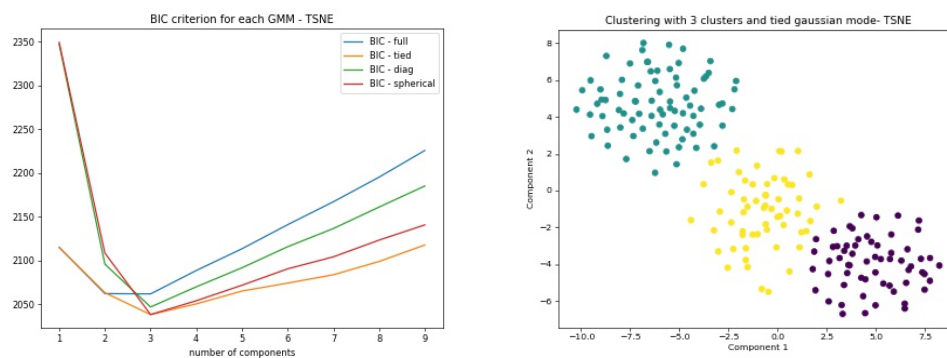 BIC criterion for each GMM - TSNE
2350
2300
2250
2200
2150
2100
2050
BIC - full
BIC - tied
BIC - diag
BIC - spherical
1 2 3 4 5 6 7 8 9
number of components
Clustering with 3 clusters and tied gaussian mode- TSNE
Component 2
8
6
4
2
0
−2
−4
−6
−10.0 −7.5 −5.0 −2.5 0.0 2.5 5.0 7.5
Component 1